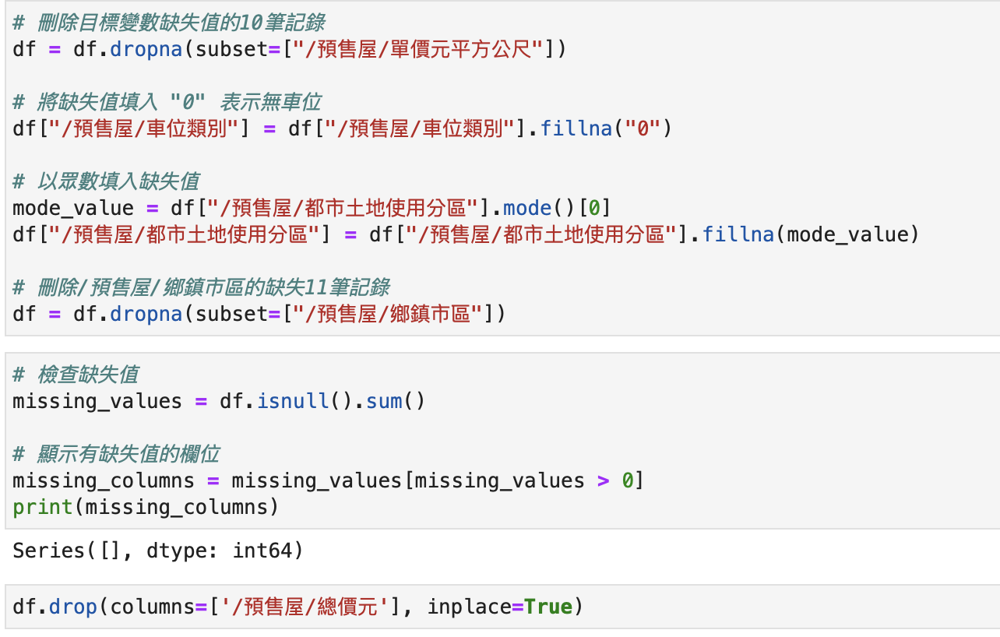 # 刪除目標變數缺失值的10筆記錄
df = df.dropna(subset=["/預售屋/單價元平方公尺"])
# 將缺失值填入 "0" 表示無車位
df["/預售屋/車位類別"] = df["/預售屋/車位類別"].fillna("0")
# 以眾數填入缺失值
mode_value = df["/預售屋/都市土地使用分區"].mode()[0]
df["/預售屋/都市土地使用分區"] = df["/預售屋/都市土地使用分區"].fillna(mode_value)
# 刪除/預售屋/鄉鎮市區的缺失11筆記錄
df = df.dropna(subset=["/預售屋/鄉鎮市區"])
# 檢查缺失值
missing_values = df.isnull().sum()
# 顯示有缺失值的欄位
missing_columns = missing_values[missing_values > 0]
print(missing_columns)
Series([], dtype: int64)
df.drop(columns=['/預售屋/總價元'], inplace=True)